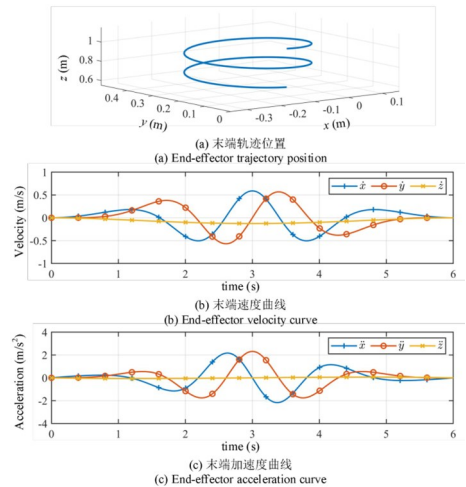 1
0.8
0.6
z (m)
0.4
0.3
0.2
0.1
0
y (m)
-0.3
-0.2
-0.1
0
0.1
x (m)
(a) 末端轨迹位置
(a) End-effector trajectory position
1
0.5
0
-0.5
-1
Velocity (m/s)
ẋ ẏ ż
0 1 2 3 4 5 6
time (s)
(b) 末端速度曲线
(b) End-effector velocity curve
4
2
0
-2
-4
Acceleration (m/s²)
ẍ ÿ z̈
0 1 2 3 4 5 6
time (s)
(c) 末端加速度曲线
(c) End-effector acceleration curve